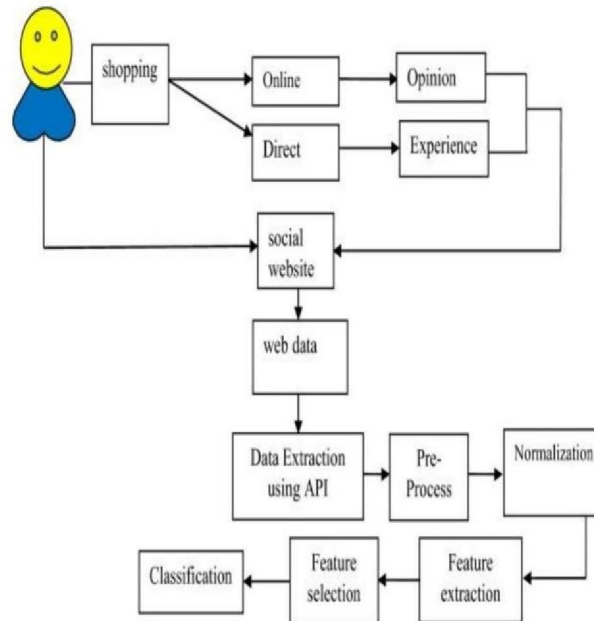 shopping
Online
Opinion
Direct
Experience
social
website
web data
Data Extraction
using API
Pre-
Process
Normalization
Classification
Feature
selection
Feature
extraction